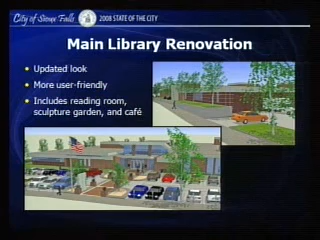 City of Sioux Falls 2008 STATE OF THE CITY
Main Library Renovation
• Updated look
• More user-friendly
• Includes reading room,
sculpture garden, and café